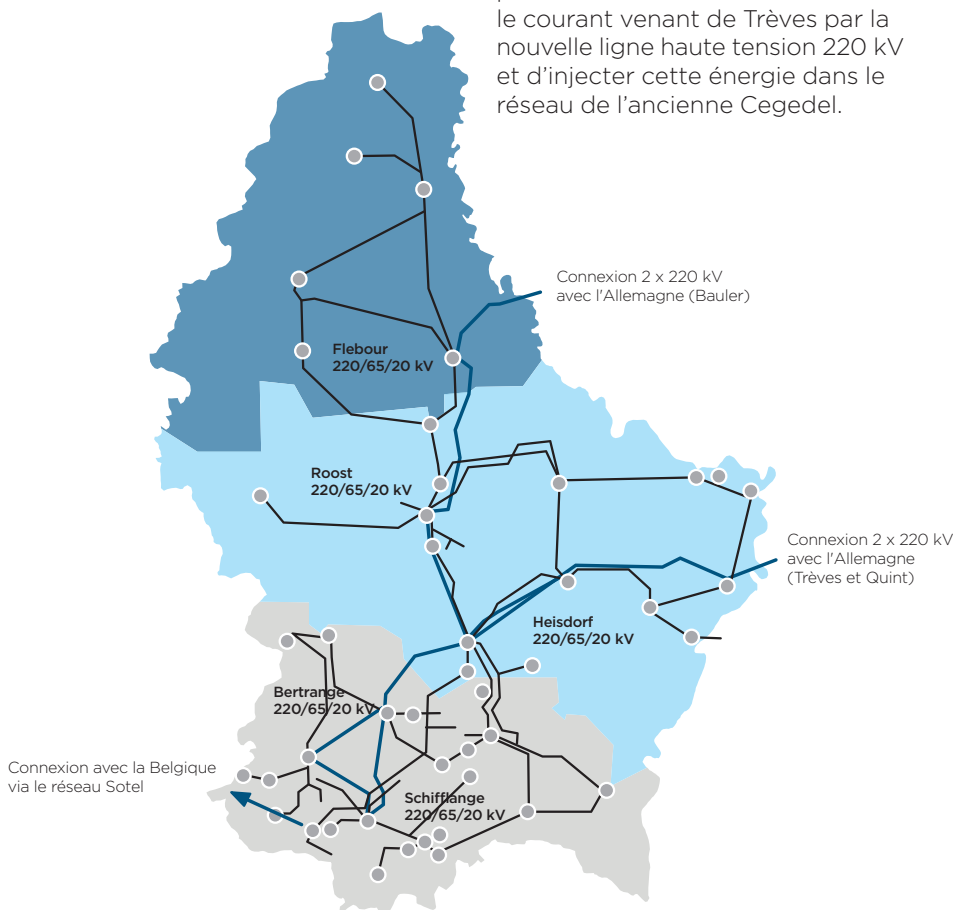 le courant venant de Trèves par la
nouvelle ligne haute tension 220 kV
et d'injecter cette énergie dans le
réseau de l'ancienne Cegedel.
Connexion 2 x 220 kV
avec l'Allemagne (Bauler)
Flebour
220/65/20 kV
Roost
220/65/20 kV
Connexion 2 x 220 kV
avec l'Allemagne
(Trèves et Quint)
Heisdorf
220/65/20 kV
Bertrange
220/65/20 kV
Connexion avec la Belgique
via le réseau Sotel
Schifflange
220/65/20 kV